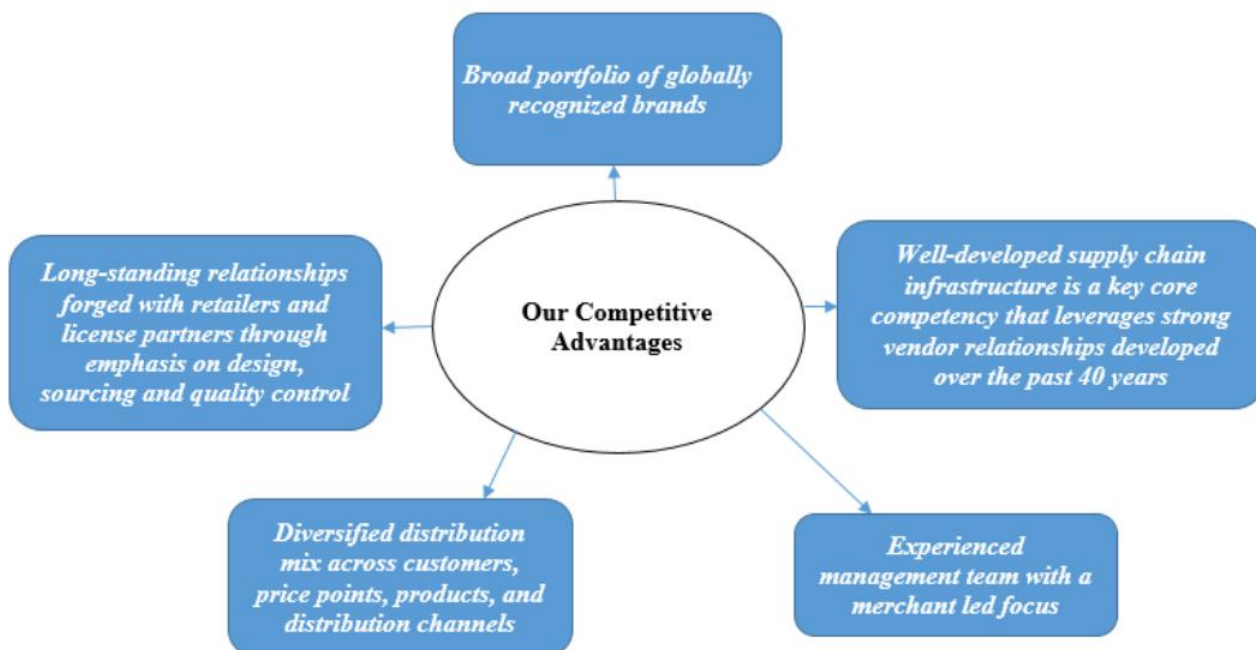 Broad portfolio of globally
recognized brands
Long-standing relationships
forged with retailers and
license partners through
emphasis on design,
sourcing and quality control
Our Competitive
Advantages
Well-developed supply chain
infrastructure is a key core
competency that leverages strong
vendor relationships developed
over the past 40 years
Diversified distribution
mix across customers,
price points, products, and
distribution channels
Experienced
management team with a
merchant led focus